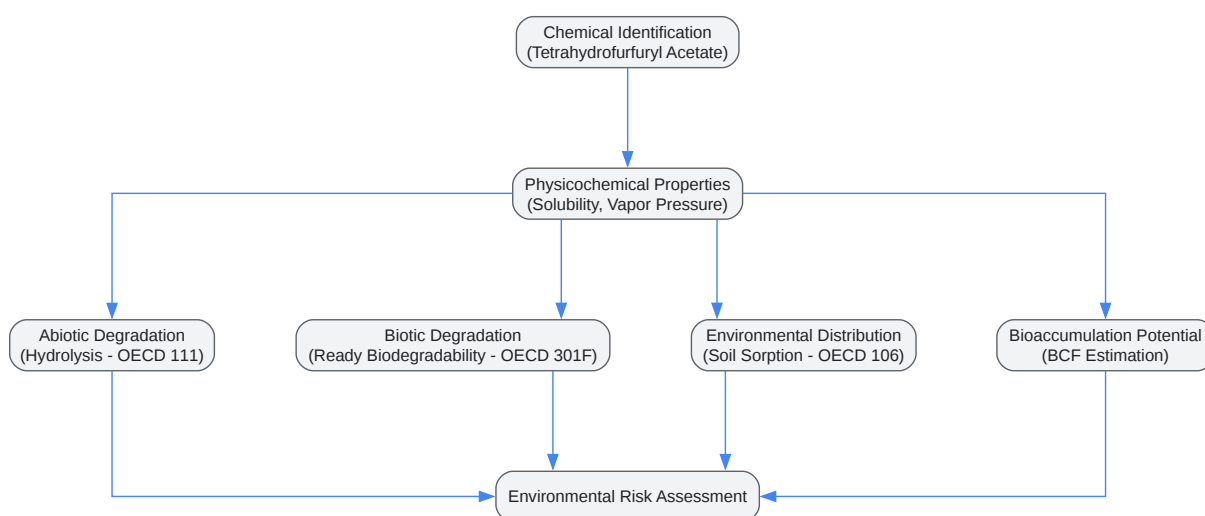 Chemical Identification
(Tetrahydrofurfuryl Acetate)
Physicochemical Properties
(Solubility, Vapor Pressure)
Abiotic Degradation
(Hydrolysis - OECD 111)
Biotic Degradation
(Ready Biodegradability - OECD 301F)
Environmental Distribution
(Soil Sorption - OECD 106)
Bioaccumulation Potential
(BCF Estimation)
Environmental Risk Assessment